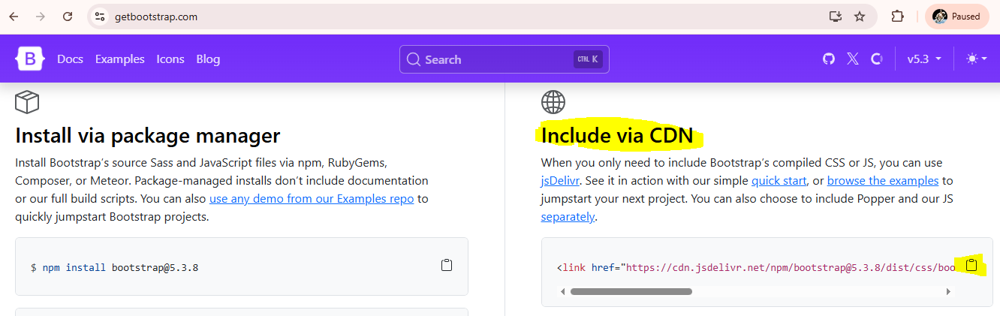 getbootstrap.com
Paused
B Docs Examples Icons Blog Search CTRL K v5.3
Install via package manager
Install Bootstrap’s source Sass and JavaScript files via npm, RubyGems,
Composer, or Meteor. Package-managed installs don’t include documentation
or our full build scripts. You can also use any demo from our Examples repo to
quickly jumpstart Bootstrap projects.
$ npm install bootstrap@5.3.8
Include via CDN
When you only need to include Bootstrap’s compiled CSS or JS, you can use
jsDelivr. See it in action with our simple quick start, or browse the examples to
jumpstart your next project. You can also choose to include Popper and our JS
separately.
<link href="https://cdn.jsdelivr.net/npm/bootstrap@5.3.8/dist/css/boo